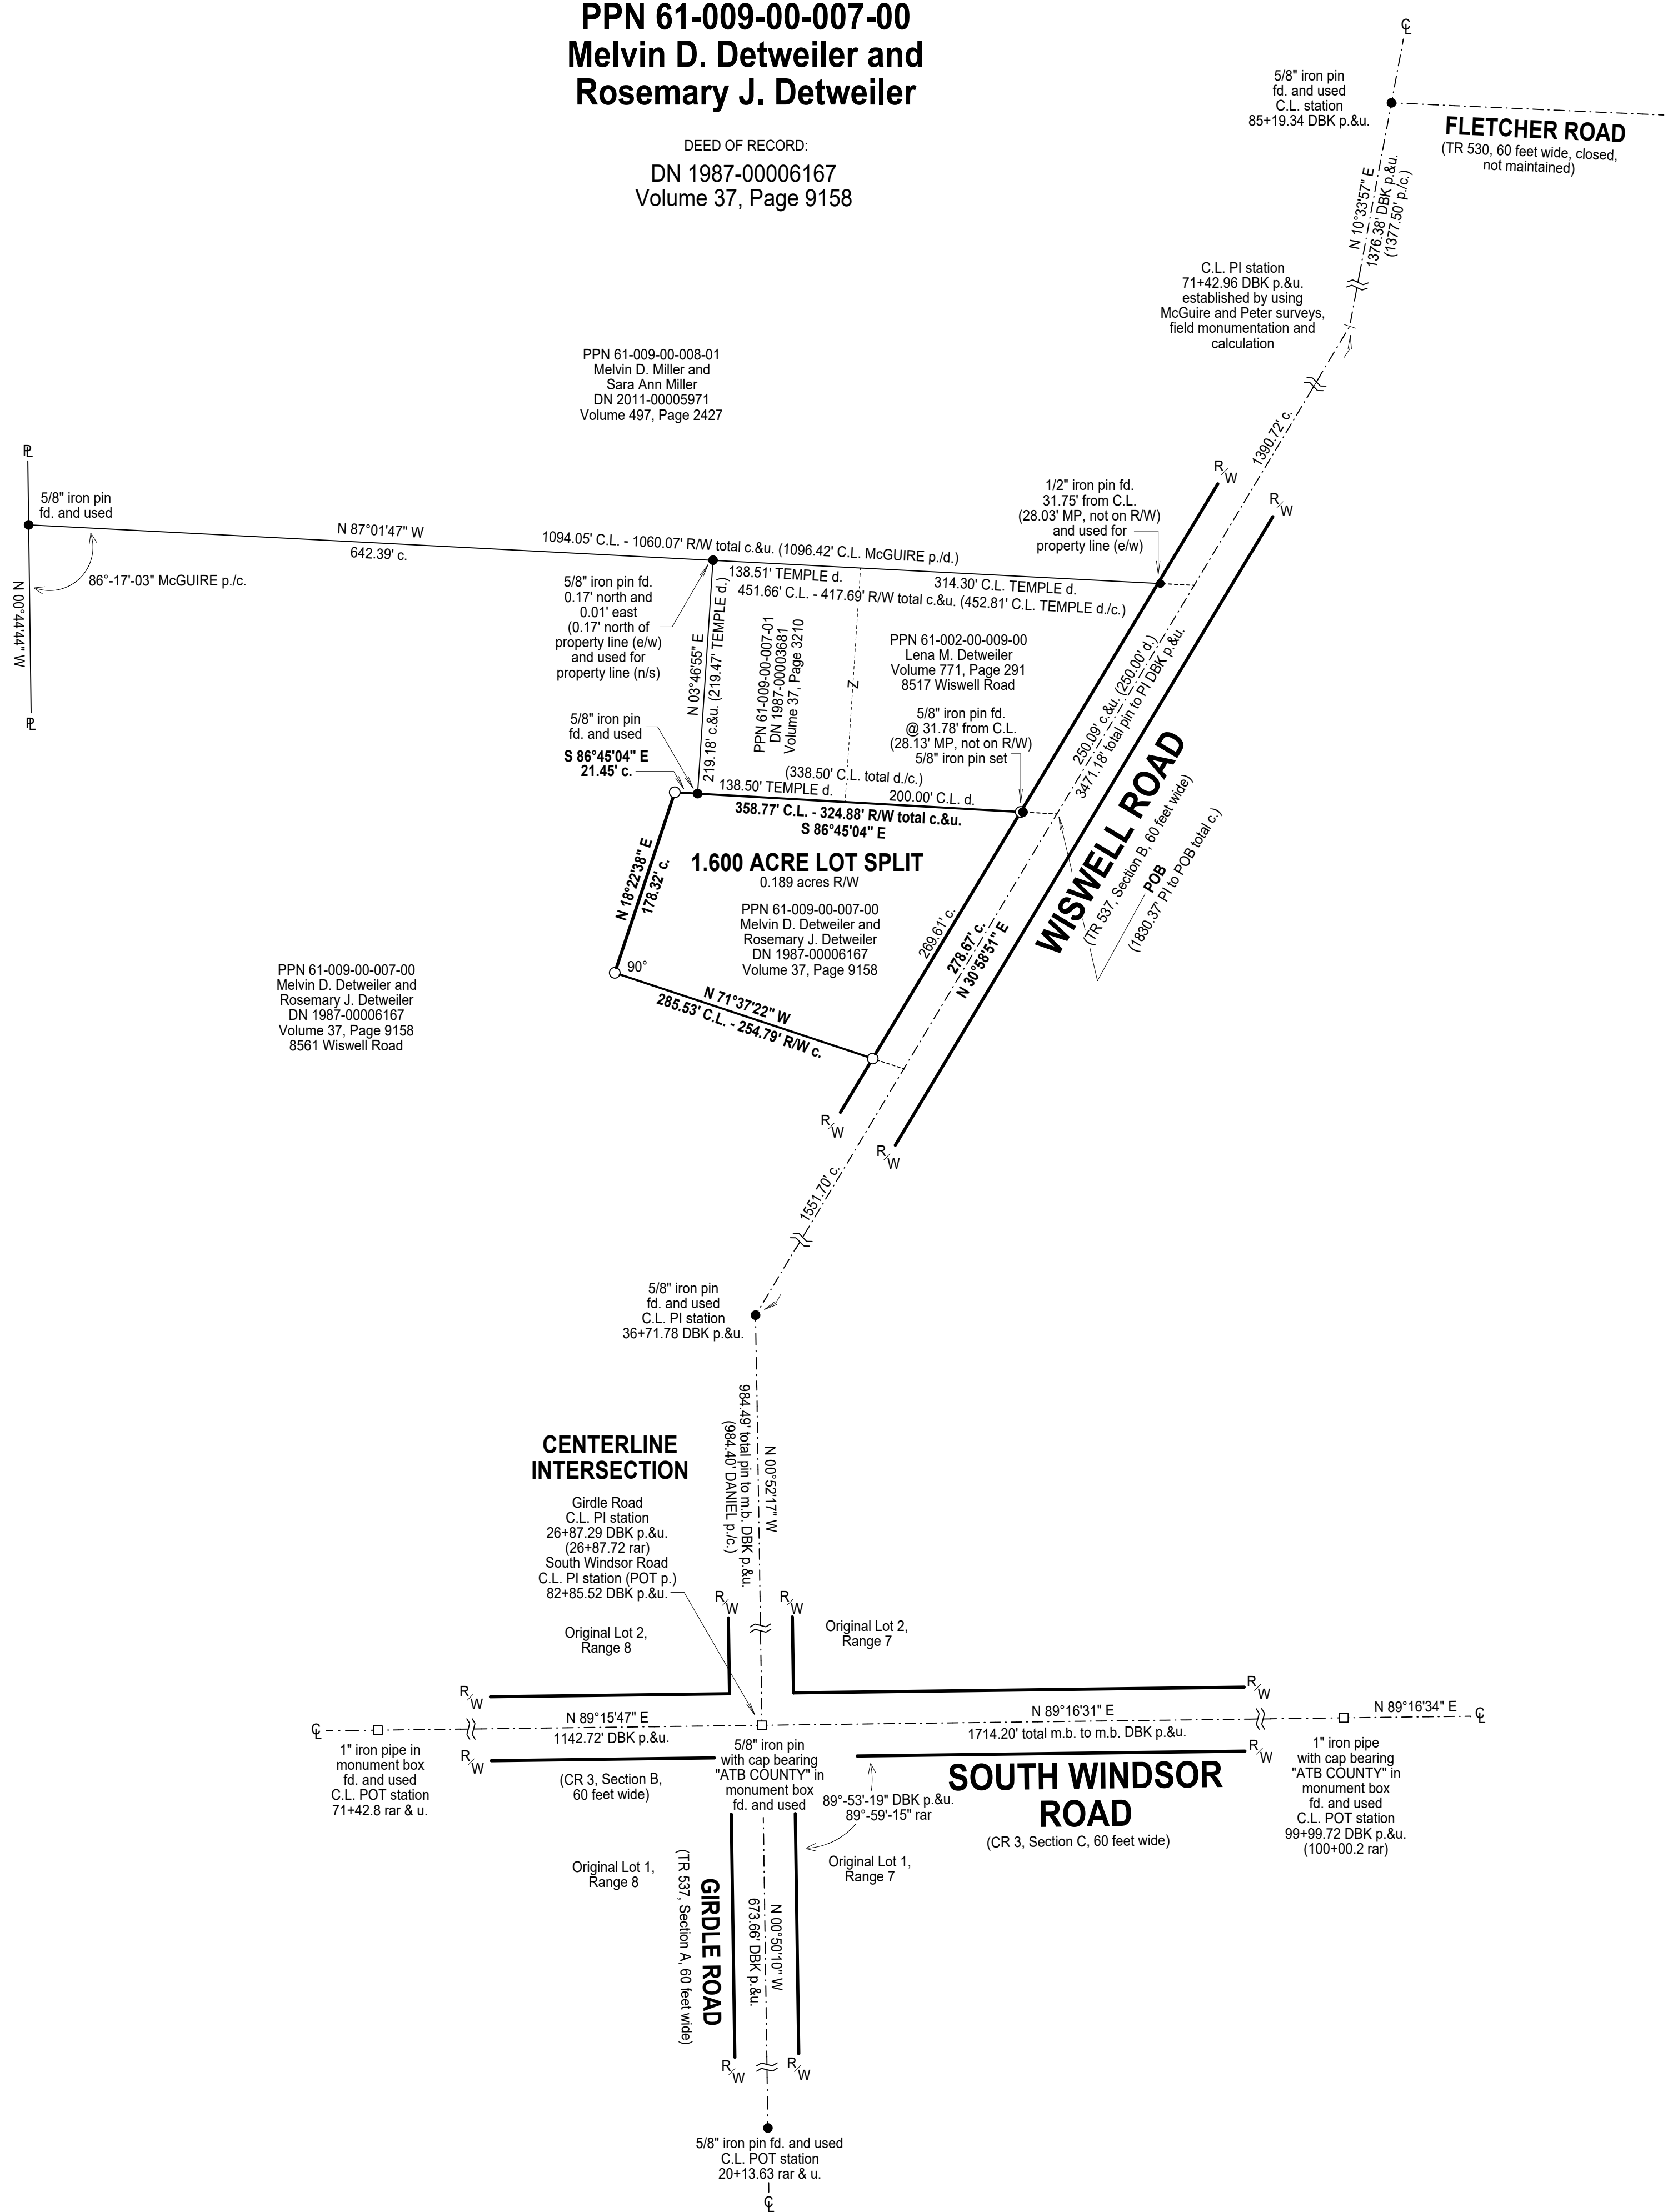 PPN 61-009-00-007-00
Melvin D. Detweiler and
Rosemary J. Detweiler
DEED OF RECORD:
DN 1987-00006167
Volume 37, Page 9158
℄
5/8" iron pin
fd. and used
C.L. station
85+19.34 DBK p.&u.
FLETCHER ROAD
(TR 530, 60 feet wide, closed,
not maintained)
N 10°33'57" E
1376.38' DBK p.&u.
(1377.50' p./c.)
C.L. PI station
71+42.96 DBK p.&u.
established by using
McGuire and Peter surveys,
field monumentation and
calculation
1390.72' c.
PPN 61-009-00-008-01
Melvin D. Miller and
Sara Ann Miller
DN 2011-00005971
Volume 497, Page 2427
PL
5/8" iron pin
fd. and used
N 87°01'47" W
642.39' c.
86°-17'-03" McGUIRE p./c.
N 00°44'44" W
PL
1094.05' C.L. - 1060.07' R/W total c.&u. (1096.42' C.L. McGUIRE p./d.)
1/2" iron pin fd.
31.75' from C.L.
(28.03' MP, not on R/W)
and used for
property line (e/w)
R/W
R/W
138.51' TEMPLE d.
314.30' C.L. TEMPLE d.
451.66' C.L. - 417.69' R/W total c.&u. (452.81' C.L. TEMPLE d./c.)
5/8" iron pin fd.
0.17' north and
0.01' east
(0.17' north of
property line (e/w)
and used for
property line (n/s)
N 03°46'55" E
219.18' c.&u. (219.47' TEMPLE d.)
PPN 61-009-00-007-01
DN 1987-00003681
Volume 37, Page 3210
Z
PPN 61-002-00-009-00
Lena M. Detweiler
Volume 771, Page 291
8517 Wiswell Road
5/8" iron pin fd.
@ 31.78' from C.L.
(28.13' MP, not on R/W)
5/8" iron pin set
250.09' c.&u. (250.00' d.)
3471.18' total pin to PI DBK p.&u.
5/8" iron pin
fd. and used
S 86°45'04" E
21.45' c.
(338.50' C.L. total d./c.)
138.50' TEMPLE d.
200.00' C.L. d.
358.77' C.L. - 324.88' R/W total c.&u.
S 86°45'04" E
WISWELL ROAD
(TR 537, Section B, 60 feet wide)
POB
(1830.37' PI to POB total c.)
1.600 ACRE LOT SPLIT
0.189 acres R/W
PPN 61-009-00-007-00
Melvin D. Detweiler and
Rosemary J. Detweiler
DN 1987-00006167
Volume 37, Page 9158
N 18°22'38" E
178.32' c.
90°
269.61' c.
278.67' c.
N 30°58'51" E
N 71°37'22" W
285.53' C.L. - 254.79' R/W c.
PPN 61-009-00-007-00
Melvin D. Detweiler and
Rosemary J. Detweiler
DN 1987-00006167
Volume 37, Page 9158
8561 Wiswell Road
R/W
R/W
1551.70' c.
5/8" iron pin
fd. and used
C.L. PI station
36+71.78 DBK p.&u.
N 00°52'17" W
984.49' total pin to m.b. DBK p.&u.
(984.40' DANIEL p./c.)
CENTERLINE
INTERSECTION
Girdle Road
C.L. PI station
26+87.29 DBK p.&u.
(26+87.72 rar)
South Windsor Road
C.L. PI station (POT p.)
82+85.52 DBK p.&u.
R/W
R/W
Original Lot 2,
Range 8
Original Lot 2,
Range 7
R/W
R/W
℄
N 89°15'47" E
1142.72' DBK p.&u.
N 89°16'31" E
1714.20' total m.b. to m.b. DBK p.&u.
N 89°16'34" E
℄
1" iron pipe in
monument box
fd. and used
C.L. POT station
71+42.8 rar & u.
R/W
(CR 3, Section B,
60 feet wide)
5/8" iron pin
with cap bearing
"ATB COUNTY" in
monument box
fd. and used
89°-53'-19" DBK p.&u.
89°-59'-15" rar
SOUTH WINDSOR
ROAD
(CR 3, Section C, 60 feet wide)
R/W
1" iron pipe
with cap bearing
"ATB COUNTY" in
monument box
fd. and used
C.L. POT station
99+99.72 DBK p.&u.
(100+00.2 rar)
Original Lot 1,
Range 8
Original Lot 1,
Range 7
GIRDLE ROAD
(TR 537, Section A, 60 feet wide)
N 00°50'10" W
673.66' DBK p.&u.
R/W
R/W
5/8" iron pin fd. and used
C.L. POT station
20+13.63 rar & u.
℄